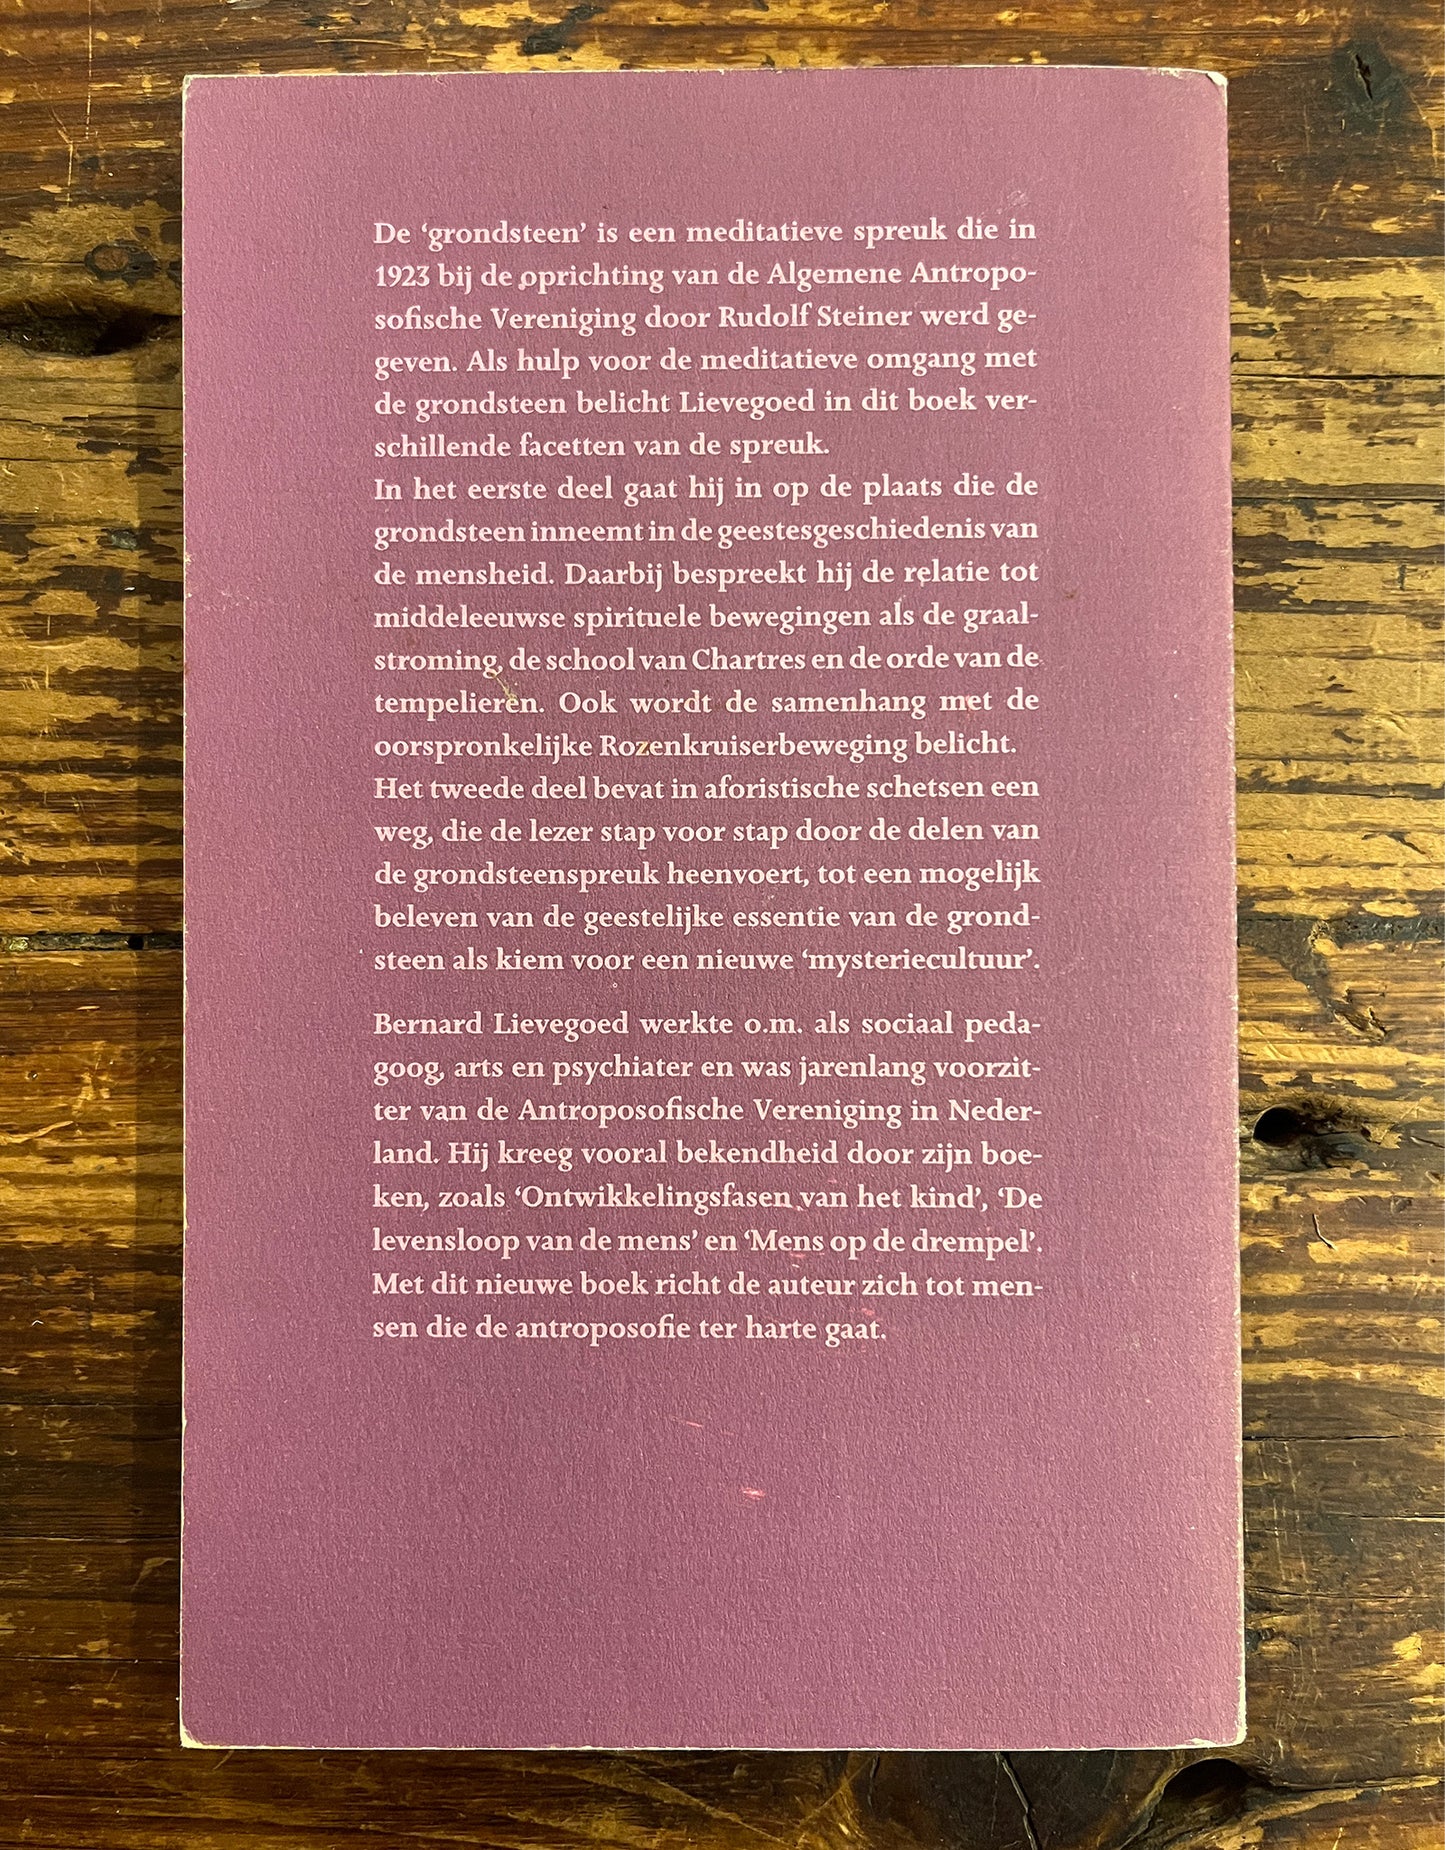 De ‘grondsteen’ is een meditatieve spreuk die in
1923 bij de oprichting van de Algemene Antropo-
sofische Vereniging door Rudolf Steiner werd ge-
geven. Als hulp voor de meditatieve omgang met
de grondsteen belicht Lievegoed in dit boek ver-
schillende facetten van de spreuk.
In het eerste deel gaat hij in op de plaats die de
grondsteen inneemt in de geestesgeschiedenis van
de mensheid. Daarbij bespreekt hij de relatie tot
middeleeuwse spirituele bewegingen als de graal-
stroming, de school van Chartres en de orde van de
tempelieren. Ook wordt de samenhang met de
oorspronkelijke Rozenkruiserbeweging belicht.
Het tweede deel bevat in aforistische schetsen een
weg, die de lezer stap voor stap door de delen van
de grondsteenspreuk heenvoert, tot een mogelijk
beleven van de geestelijke essentie van de grond-
steen als kiem voor een nieuwe ‘mysteriecultuur’.
Bernard Lievegoed werkte o.m. als sociaal peda-
goog, arts en psychiater en was jarenlang voorzit-
ter van de Antroposofische Vereniging in Neder-
land. Hij kreeg vooral bekendheid door zijn boe-
ken, zoals ‘Ontwikkelingsfasen van het kind’, ‘De
levensloop van de mens’ en ‘Mens op de drempel’.
Met dit nieuwe boek richt de auteur zich tot men-
sen die de antroposofie ter harte gaat.